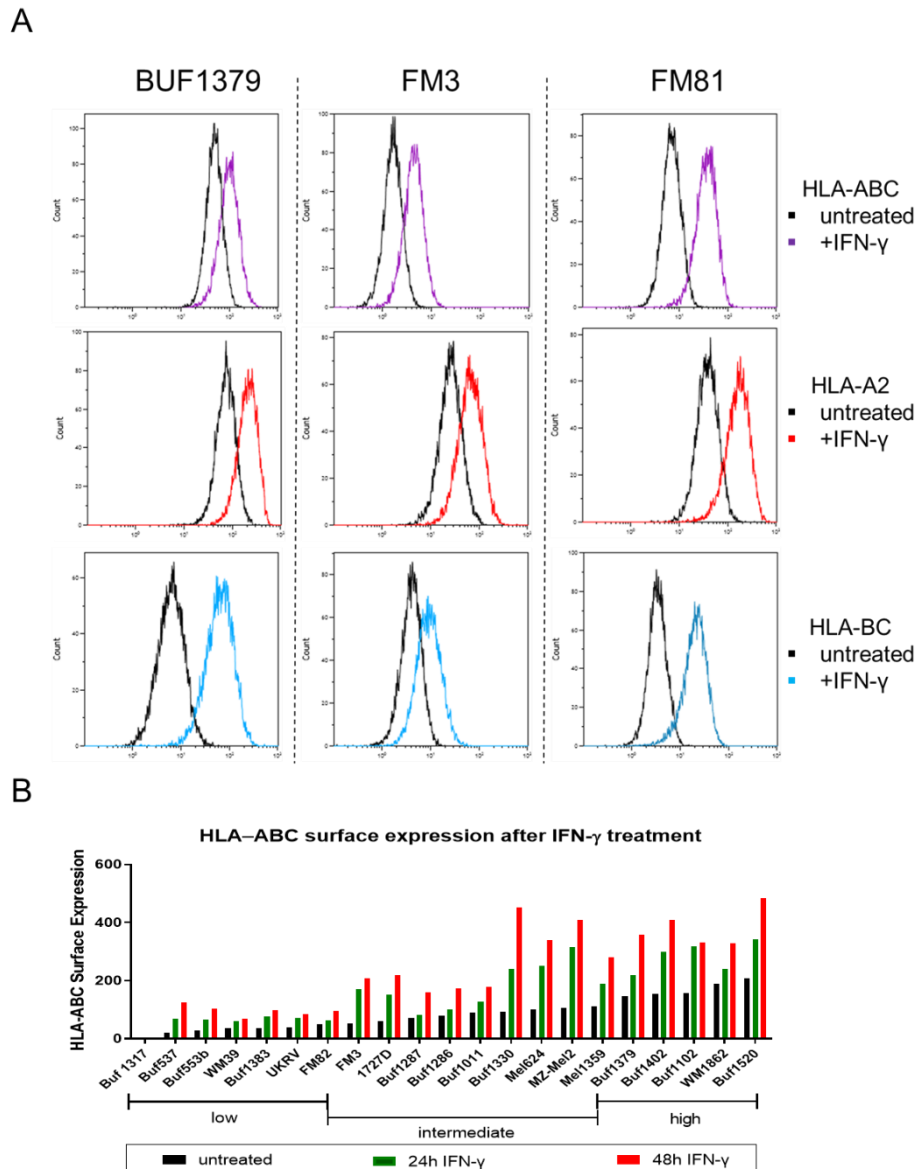 A
BUF1379 FM3 FM81
HLA-ABC
untreated
+IFN-γ
HLA-A2
untreated
+IFN-γ
HLA-BC
untreated
+IFN-γ
Count
Count
Count
Count
Count
Count
Count
Count
Count
B
HLA–ABC surface expression after IFN-γ treatment
HLA-ABC Surface Expression
600
400
200
0
Buf 1317 Buf537 Buf553b WM39 Buf1383 UKRV FM82 FM3 1727D Buf1287 Buf1286 Buf1011 Buf1330 Mel624 MZ-Mel2 Mel1359 Buf1379 Buf1402 Buf1102 WM1862 Buf1520
low intermediate high
untreated 24h IFN-γ 48h IFN-γ